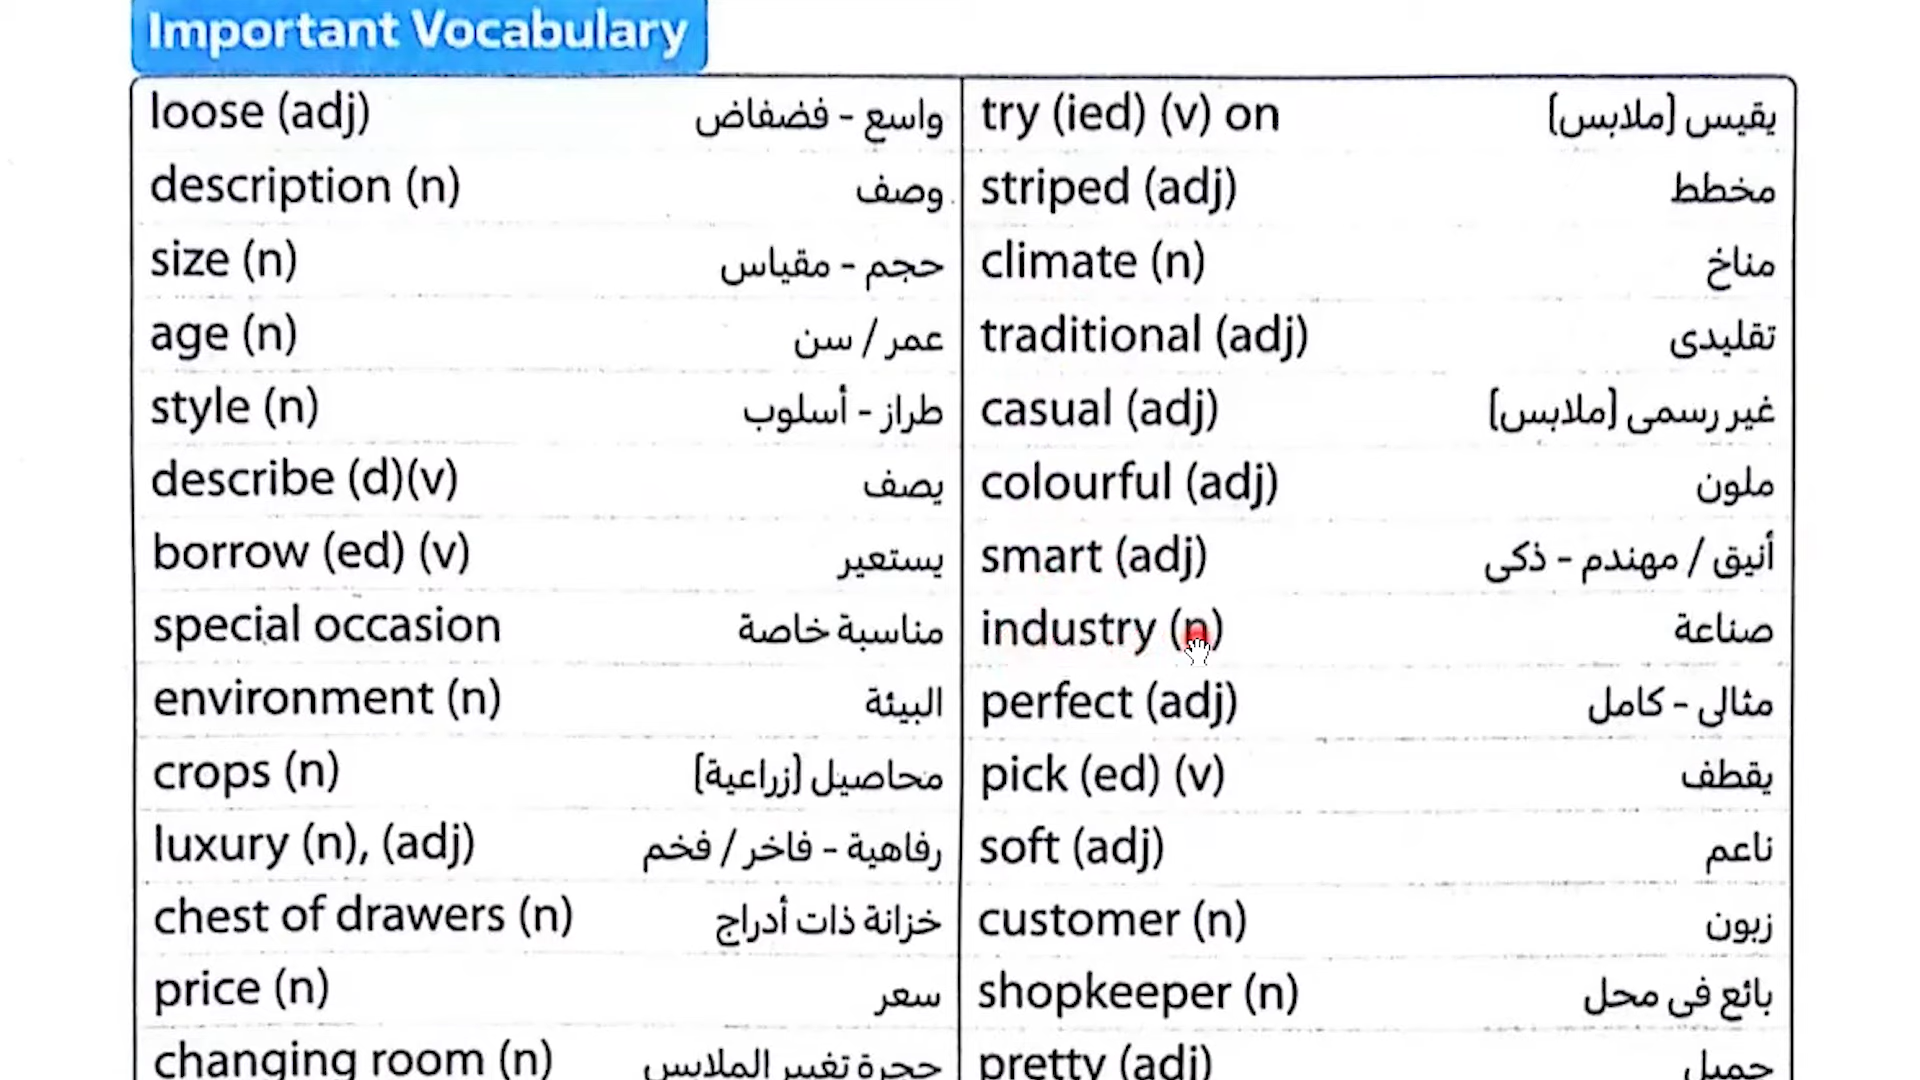 Important Vocabulary
loose (adj) واسع - فضفاض
description (n) وصف
size (n) حجم - مقياس
age (n) عمر / سن
style (n) طراز - أسلوب
describe (d)(v) يصف
borrow (ed) (v) يستعير
special occasion مناسبة خاصة
environment (n) البيئة
crops (n) محاصيل [زراعية]
luxury (n), (adj) رفاهية - فاخر / فخم
chest of drawers (n) خزانة ذات أدراج
price (n) سعر
changing room (n) حجرة تغيير الملابس
try (ied) (v) on يقيس [ملابس]
striped (adj) مخطط
climate (n) مناخ
traditional (adj) تقليدى
casual (adj) غير رسمى [ملابس]
colourful (adj) ملون
smart (adj) أنيق / مهندم - ذكى
industry (n) صناعة
perfect (adj) مثالى - كامل
pick (ed) (v) يقطف
soft (adj) ناعم
customer (n) زبون
shopkeeper (n) بائع فى محل
pretty (adj) جميل